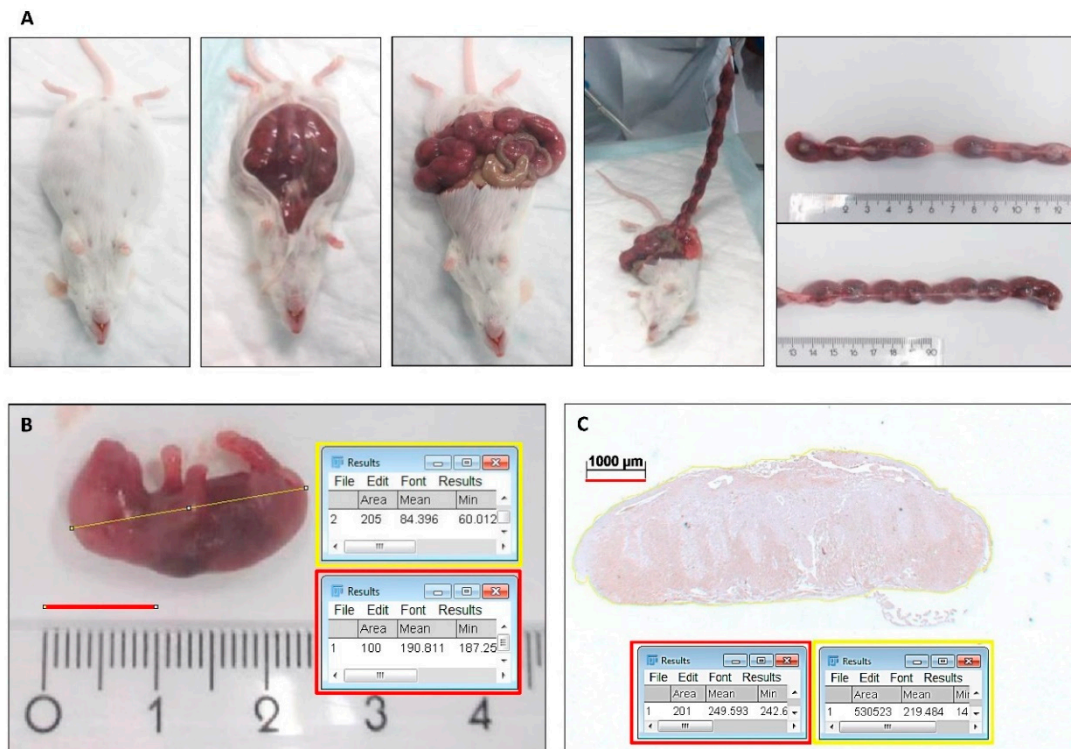 A
2 3 4 5 6 7 8 9 10 11 12
13 14 15 16 17 18 19 90
B
Results
File Edit Font Results
Area Mean Min
2 205 84.396 60.012
Results
File Edit Font Results
Area Mean Min
1 100 190.811 187.25
0 1 2 3 4
C
1000 µm
Results
File Edit Font Results
Area Mean Min
1 201 249.593 242.6
Results
File Edit Font Results
Area Mean
1 530523 219.484 14